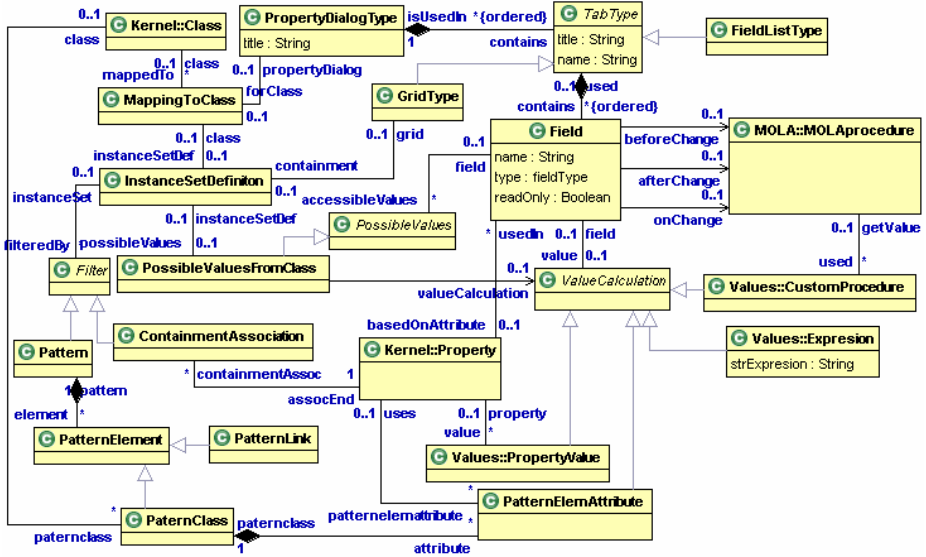 0..1
Kernel::Class
class
PropertyDialogType
title : String
isUsedIn
*{ordered}
1
contains
TabType
title : String
name : String
FieldListType
0..1
class
mappedTo
*
0..1
propertyDialog
forClass
MappingToClass
0..1
GridType
0..1
used
contains
*{ordered}
0..1
class
instanceSetDef
0..1
containment
0..1
grid
Field
name : String
type : fieldType
readOnly : Boolean
0..1
beforeChange
0..1
afterChange
0..1
onChange
MOLA::MOLAprocedure
0..1
field
0..1
InstanceSetDefiniton
0..1
instanceSet
accessibleValues
*
PossibleValues
0..1
instanceSetDef
filteredBy
possibleValues
0..1
*
usedIn
0..1
field
value
0..1
0..1
getValue
used
*
Filter
PossibleValuesFromClass
0..1
valueCalculation
ValueCalculation
Values::CustomProcedure
ContainmentAssociation
basedOnAttribute
0..1
Values::Expresion
strExpresion : String
Pattern
Kernel::Property
*
containmentAssoc
1
assocEnd
1
pattern
element
*
0..1
uses
0..1
property
value
*
PatternElement
PatternLink
Values::PropertyValue
*
patternelemattribute
*
PatternElemAttribute
*
paternclass
PaternClass
paternclass
1
attribute